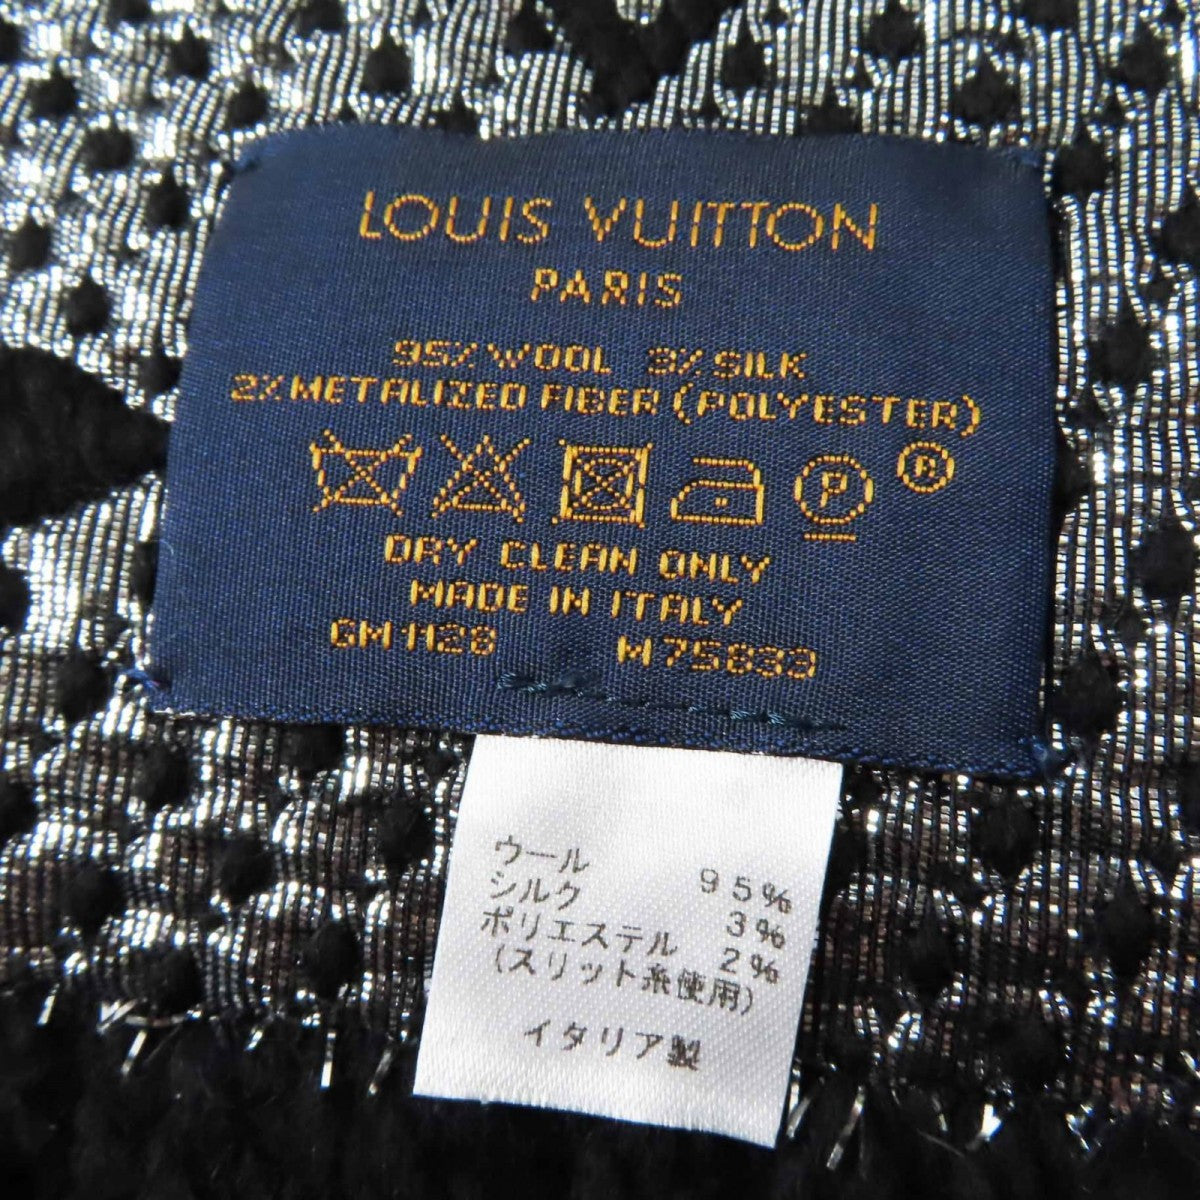 LOUIS VUITTON
PARIS
95% WOOL 3% SILK
2% METALIZED FIBER (POLYESTER)
P ®
DRY CLEAN ONLY
MADE IN ITALY
GM1128 M75833
ウール 95%
シルク 3%
ポリエステル 2%
(スリット糸使用)
イタリア製